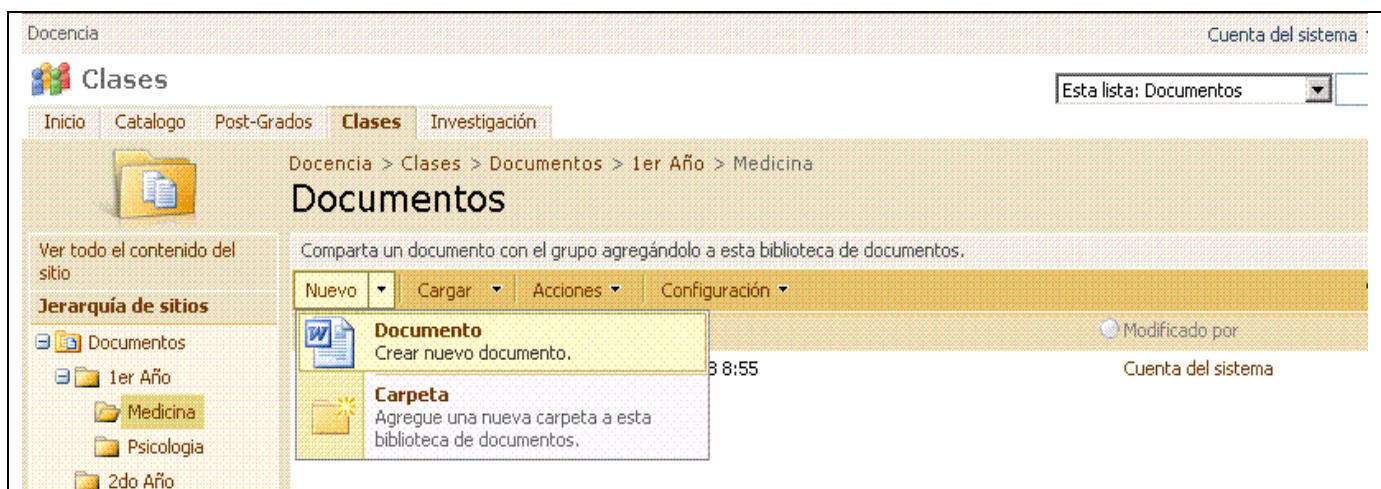 Docencia
Cuenta del sistema
Clases
Esta lista: Documentos
Inicio Catalogo Post-Grados Clases Investigación
Docencia > Clases > Documentos > 1er Año > Medicina
Documentos
Ver todo el contenido del
sitio
Comparta un documento con el grupo agregándolo a esta biblioteca de documentos.
Nuevo Cargar Acciones Configuración
Jerarquía de sitios
Documento
Crear nuevo documento.
Modificado por
Documentos
8:55
Cuenta del sistema
1er Año
Carpeta
Agregue una nueva carpeta a esta
biblioteca de documentos.
Medicina
Psicologia
2do Año